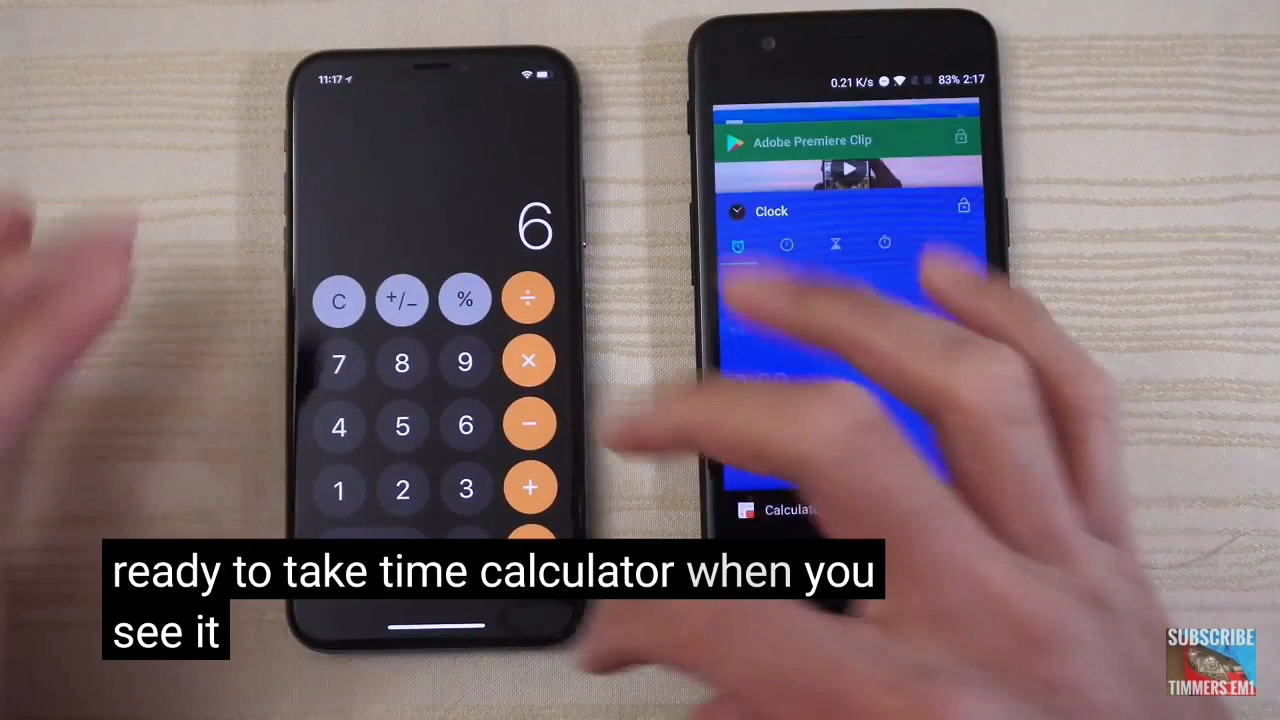 11:17
6
C +/- % ÷
7 8 9 ×
4 5 6 −
1 2 3 +
0.21 K/s 83% 2:17
Adobe Premiere Clip
Clock
Calculat
ready to take time calculator when you
see it
SUBSCRIBE
TIMMERS EM1